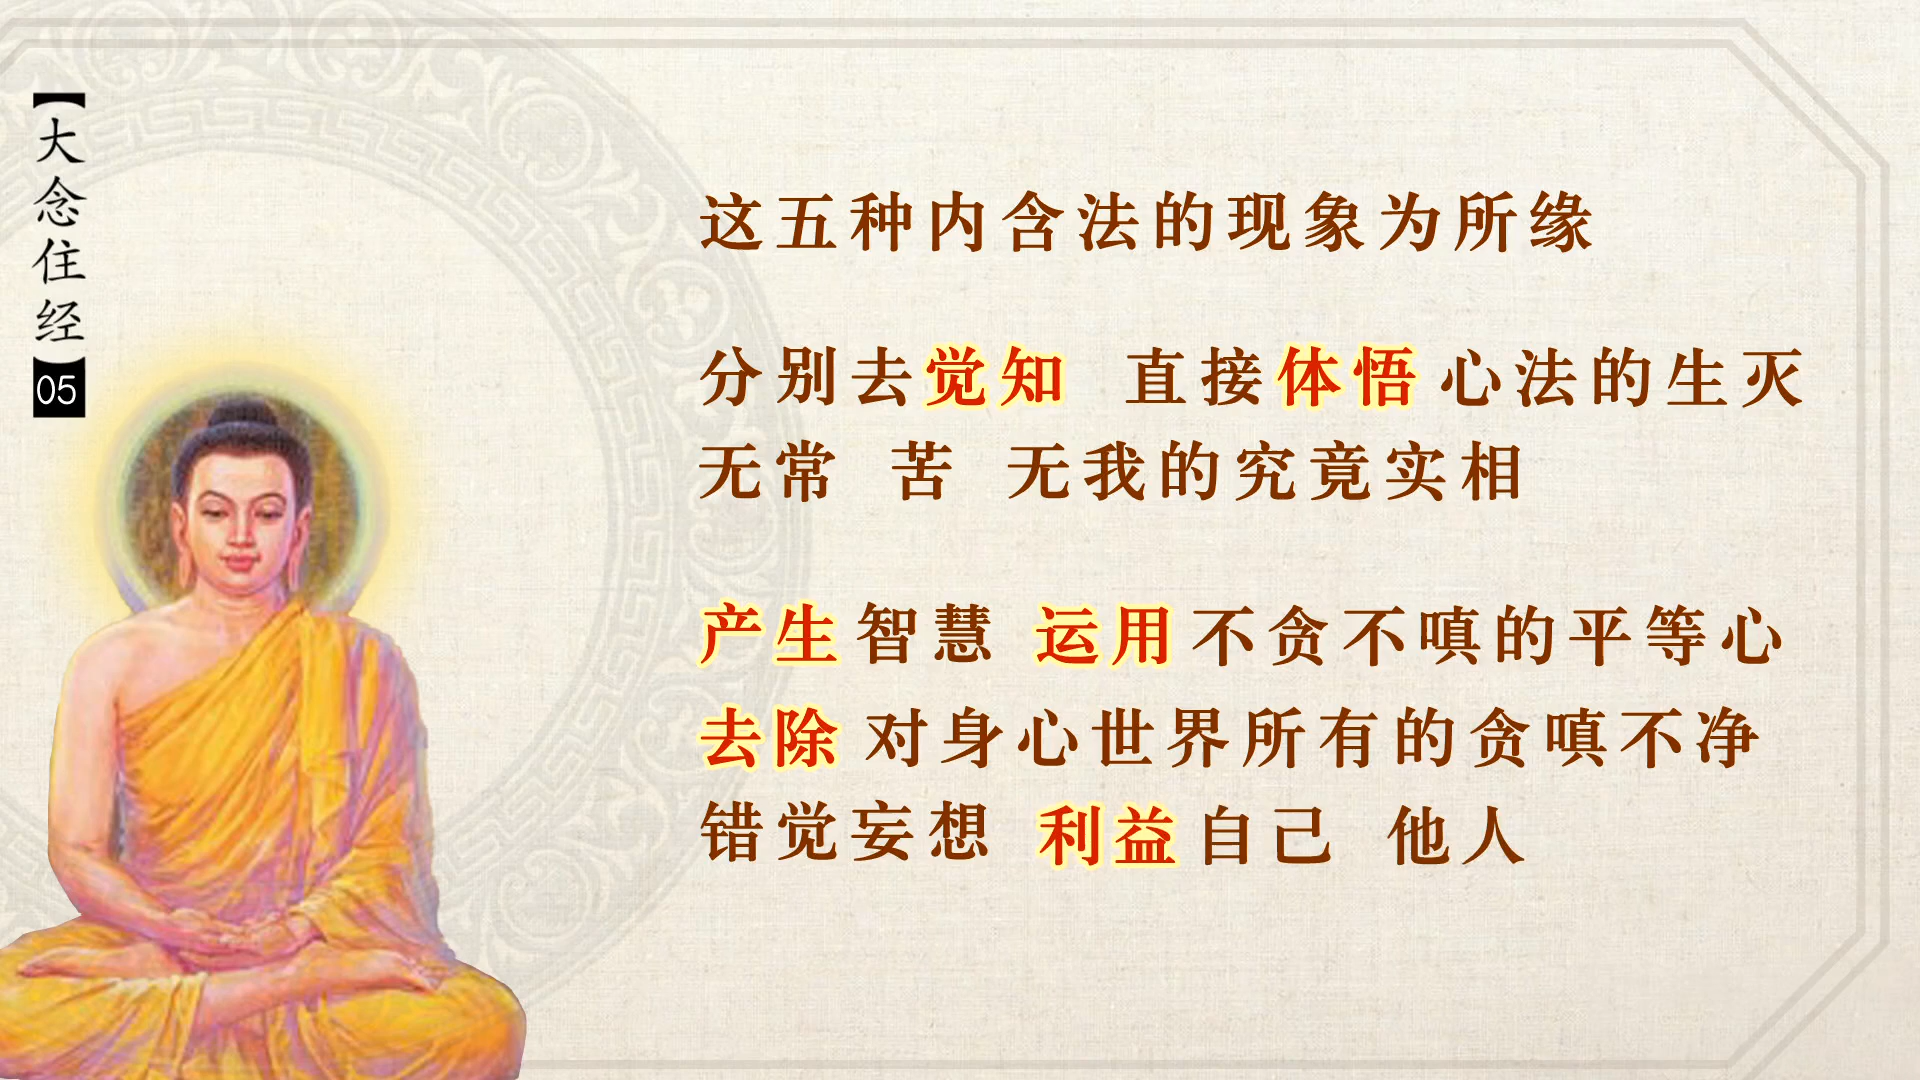 【大念住经】
05
这五种内含法的现象为所缘
分别去觉知 直接体悟心法的生灭
无常 苦 无我的究竟实相
产生智慧 运用不贪不嗔的平等心
去除对身心世界所有的贪嗔不净
错觉妄想 利益自己 他人